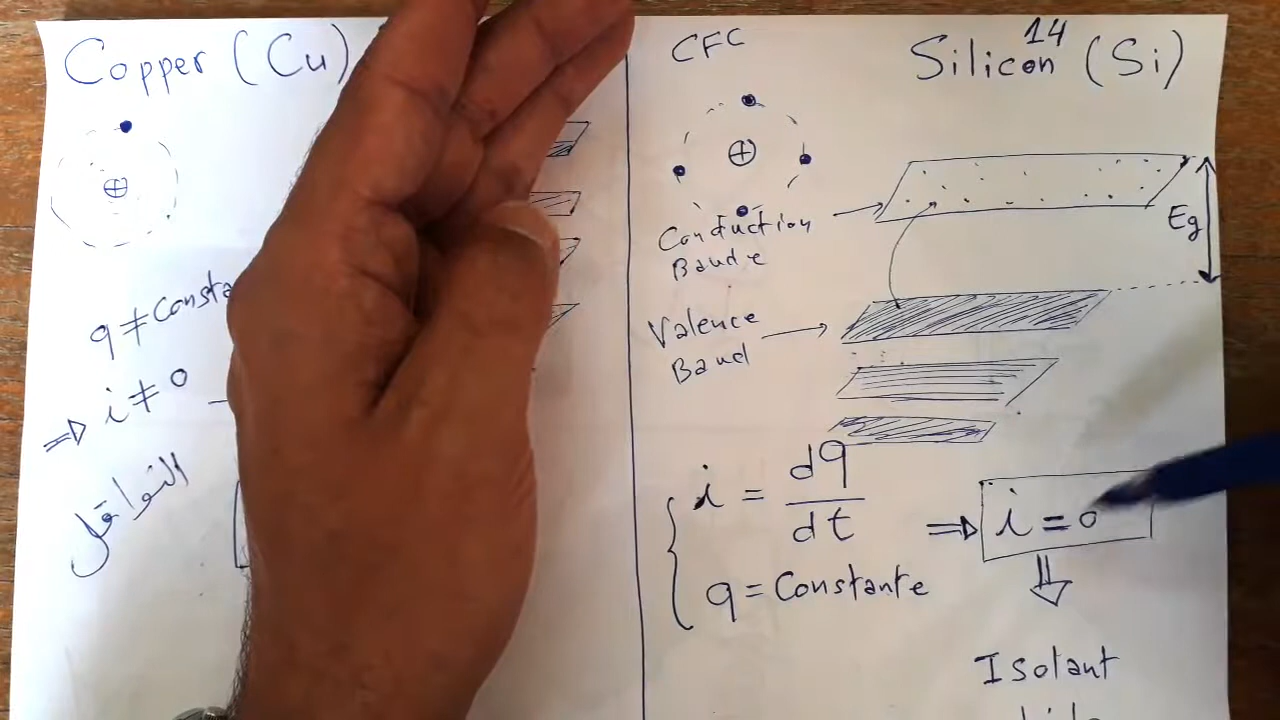 Copper (Cu)
q ≠ Consta
⇒ i ≠ 0
النواقل
CFC
Silicon 14 (Si)
Conduction
Bande
Eg
Valence
Band
i = dq/dt
⇒ i = 0
q = Constante
Isolant